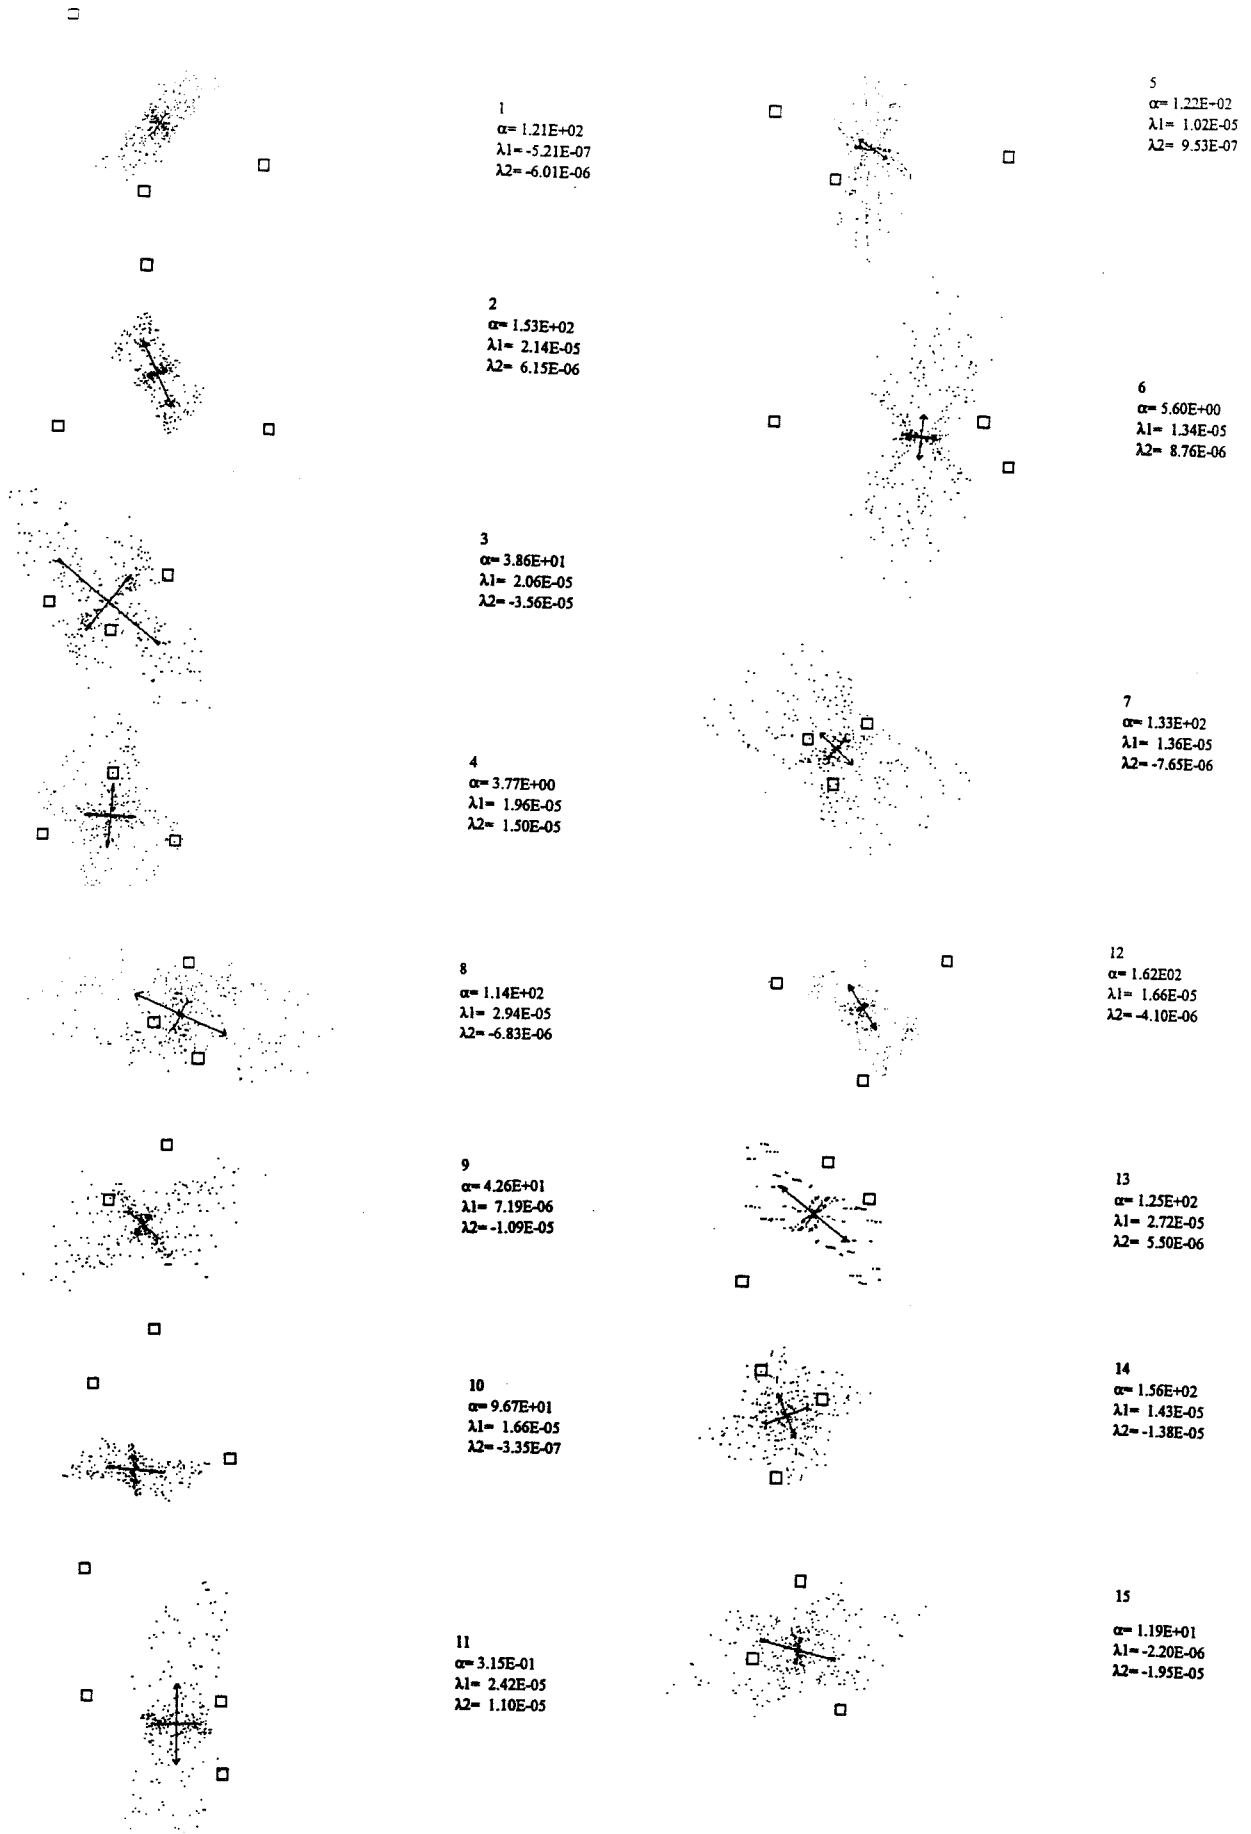 1
α= 1.21E+02
λ1= -5.21E-07
λ2= -6.01E-06
2
α= 1.53E+02
λ1= 2.14E-05
λ2= 6.15E-06
3
α= 3.86E+01
λ1= 2.06E-05
λ2= -3.56E-05
4
α= 3.77E+00
λ1= 1.96E-05
λ2= 1.50E-05
5
α= 1.22E+02
λ1= 1.02E-05
λ2= 9.53E-07
6
α= 5.60E+00
λ1= 1.34E-05
λ2= 8.76E-06
7
α= 1.33E+02
λ1= 1.36E-05
λ2= -7.65E-06
8
α= 1.14E+02
λ1= 2.94E-05
λ2= -6.83E-06
9
α= 4.26E+01
λ1= 7.19E-06
λ2= -1.09E-05
10
α= 9.67E+01
λ1= 1.66E-05
λ2= -3.35E-07
11
α= 3.15E-01
λ1= 2.42E-05
λ2= 1.10E-05
12
α= 1.62E02
λ1= 1.66E-05
λ2= -4.10E-06
13
α= 1.25E+02
λ1= 2.72E-05
λ2= 5.50E-06
14
α= 1.56E+02
λ1= 1.43E-05
λ2= -1.38E-05
15
α= 1.19E+01
λ1= -2.20E-06
λ2= -1.95E-05